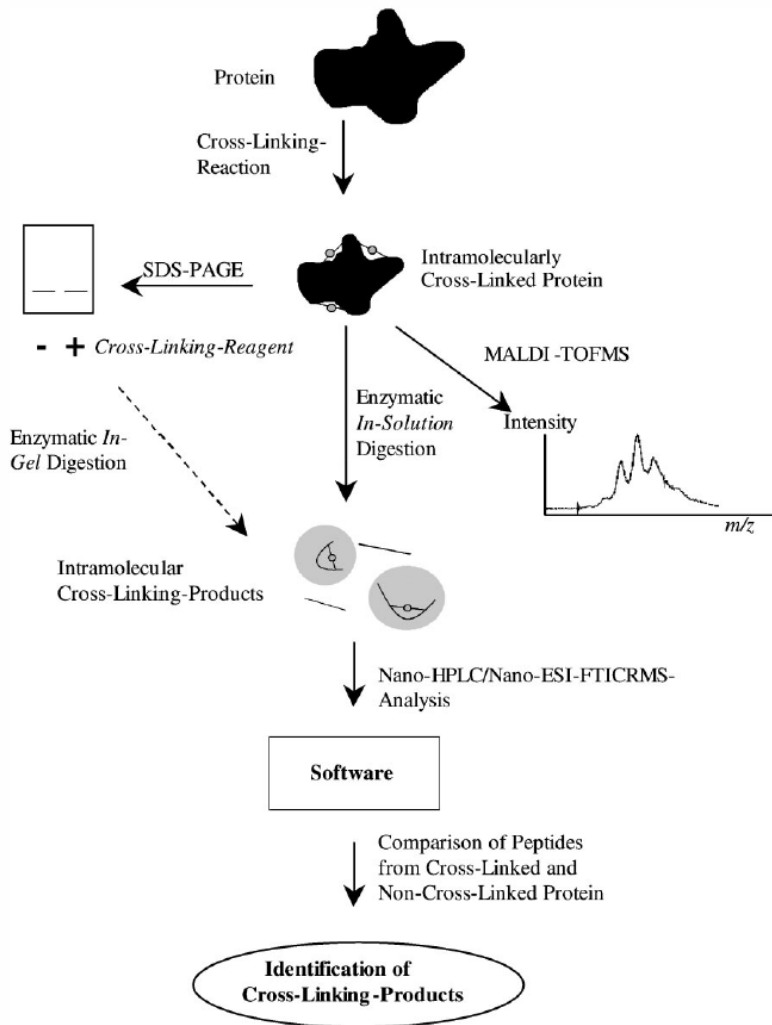 Protein
Cross-Linking-
Reaction
SDS-PAGE
Intramolecularly
Cross-Linked Protein
- + Cross-Linking-Reagent
MALDI -TOFMS
Enzymatic
In-Solution
Digestion
Intensity
m/z
Enzymatic In-
Gel Digestion
Intramolecular
Cross-Linking-Products
Nano-HPLC/Nano-ESI-FTICRMS-
Analysis
Software
Comparison of Peptides
from Cross-Linked and
Non-Cross-Linked Protein
Identification of
Cross-Linking-Products